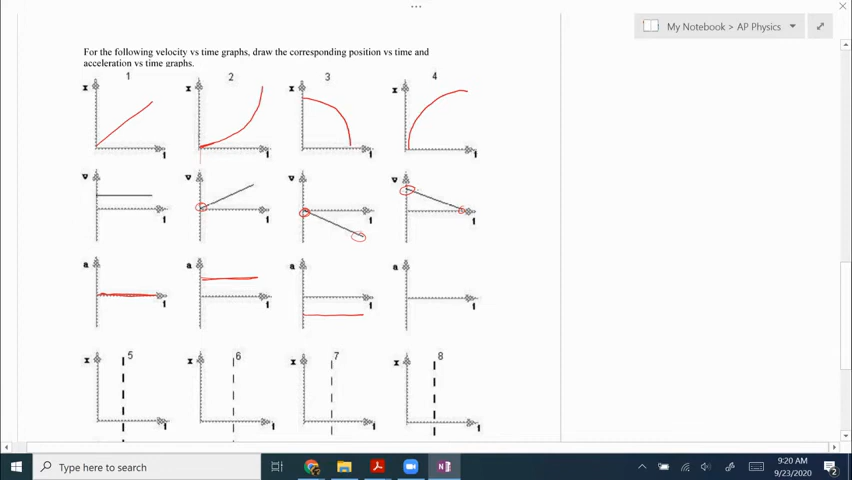 My Notebook > AP Physics
For the following velocity vs time graphs, draw the corresponding position vs time and
acceleration vs time graphs.
1 2 3 4
x x x x
t t t t
v v v v
t t t t
a a a a
t t t t
5 6 7 8
x x x x
t t t t
Type here to search
9:20 AM
9/23/2020
2